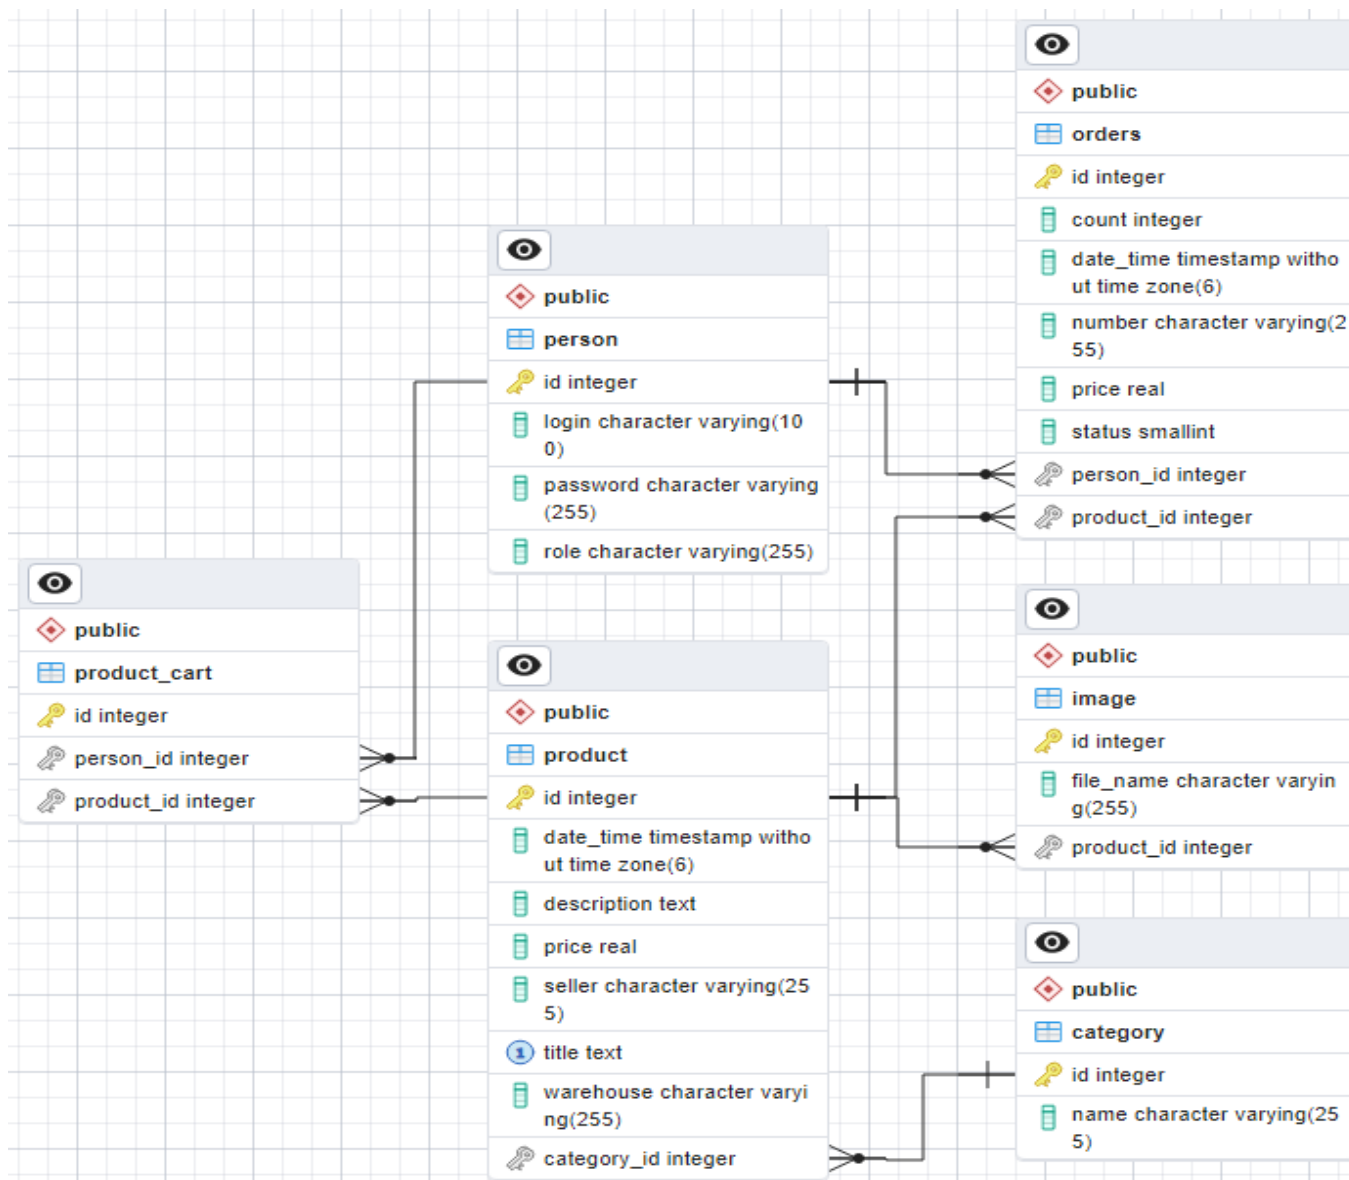 public
orders
id integer
count integer
date_time timestamp witho
ut time zone(6)
number character varying(2
55)
price real
status smallint
person_id integer
product_id integer
public
person
id integer
login character varying(10
0)
password character varying
(255)
role character varying(255)
public
product_cart
id integer
person_id integer
product_id integer
public
product
id integer
date_time timestamp witho
ut time zone(6)
description text
price real
seller character varying(25
5)
1 title text
warehouse character varyi
ng(255)
category_id integer
public
image
id integer
file_name character varyin
g(255)
product_id integer
public
category
id integer
name character varying(25
5)